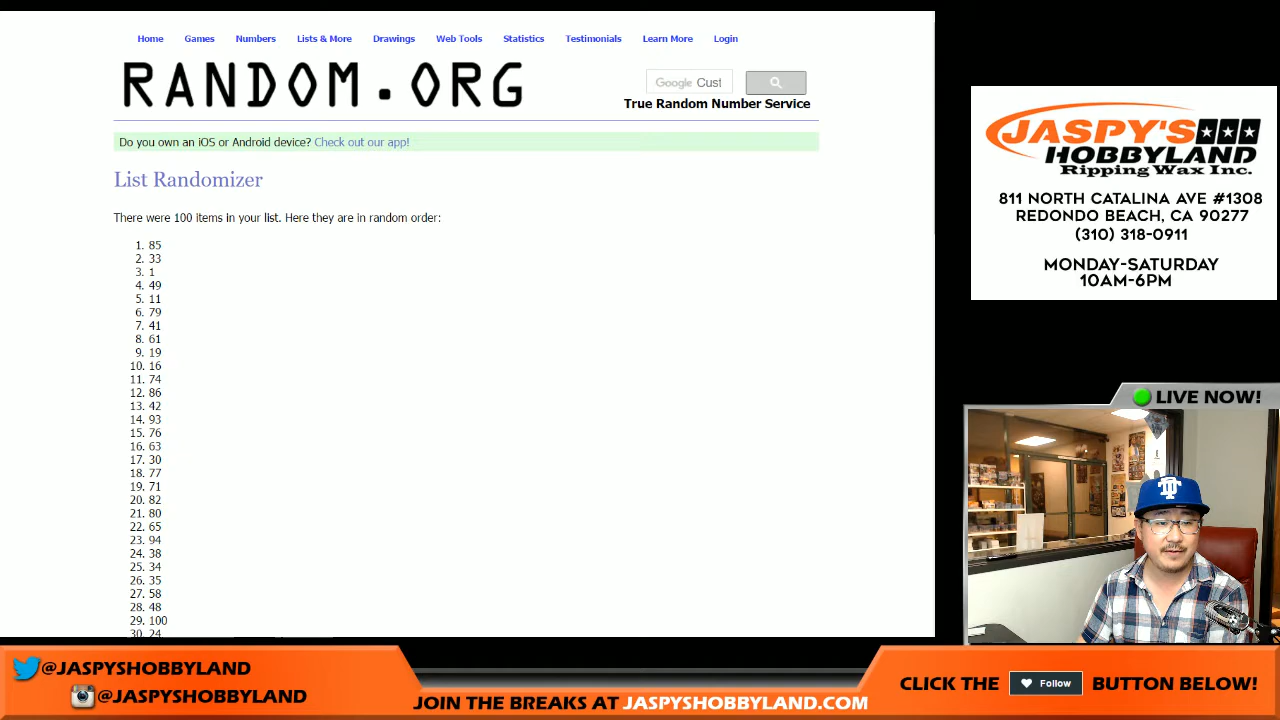 Home Games Numbers Lists & More Drawings Web Tools Statistics Testimonials Learn More Login
RANDOM.ORG
Google Cust
True Random Number Service
Do you own an iOS or Android device? Check out our app!
List Randomizer
There were 100 items in your list. Here they are in random order:
1. 85
2. 33
3. 1
4. 49
5. 11
6. 79
7. 41
8. 61
9. 19
10. 16
11. 74
12. 86
13. 42
14. 93
15. 76
16. 63
17. 30
18. 77
19. 71
20. 82
21. 80
22. 65
23. 94
24. 38
25. 34
26. 35
27. 58
28. 48
29. 100
30. 24
JASPY'S
HOBBYLAND
Ripping Wax Inc.
811 NORTH CATALINA AVE #1308
REDONDO BEACH, CA 90277
(310) 318-0911
MONDAY-SATURDAY
10AM-6PM
LIVE NOW!
@JASPYSHOBBYLAND
@JASPYSHOBBYLAND
JOIN THE BREAKS AT JASPYSHOBBYLAND.COM
CLICK THE Follow BUTTON BELOW!